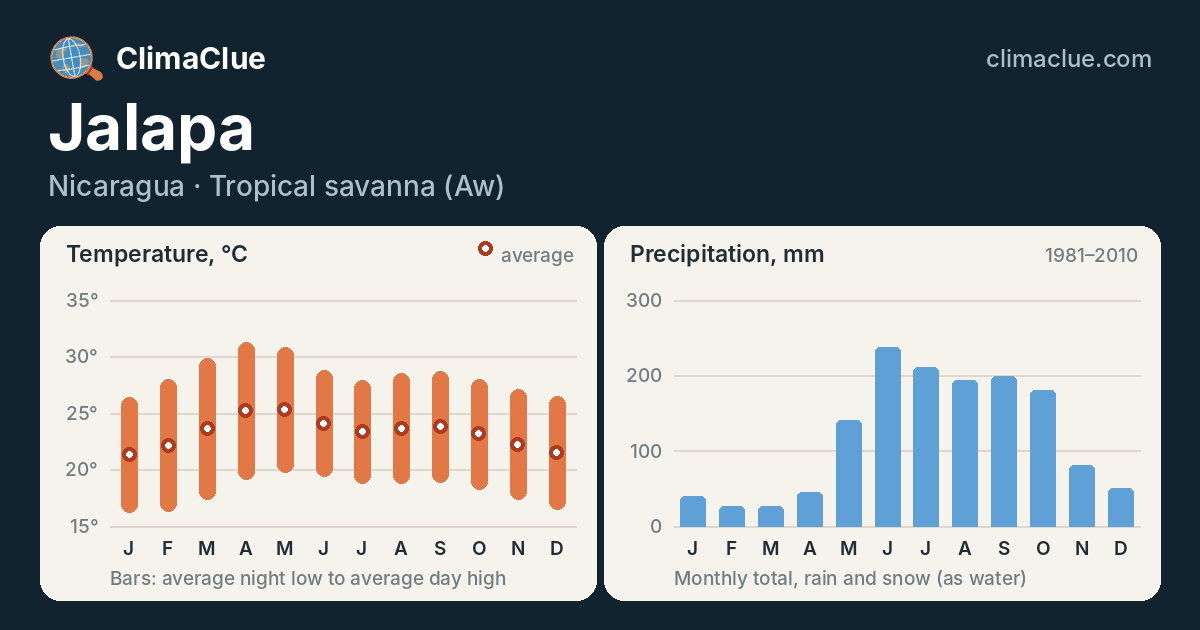 ClimaClue
climaclue.com
Jalapa
Nicaragua · Tropical savanna (Aw)
Temperature, °C
average
35°
30°
25°
20°
15°
J F M A M J J A S O N D
Bars: average night low to average day high
Precipitation, mm
1981–2010
300
200
100
0
J F M A M J J A S O N D
Monthly total, rain and snow (as water)